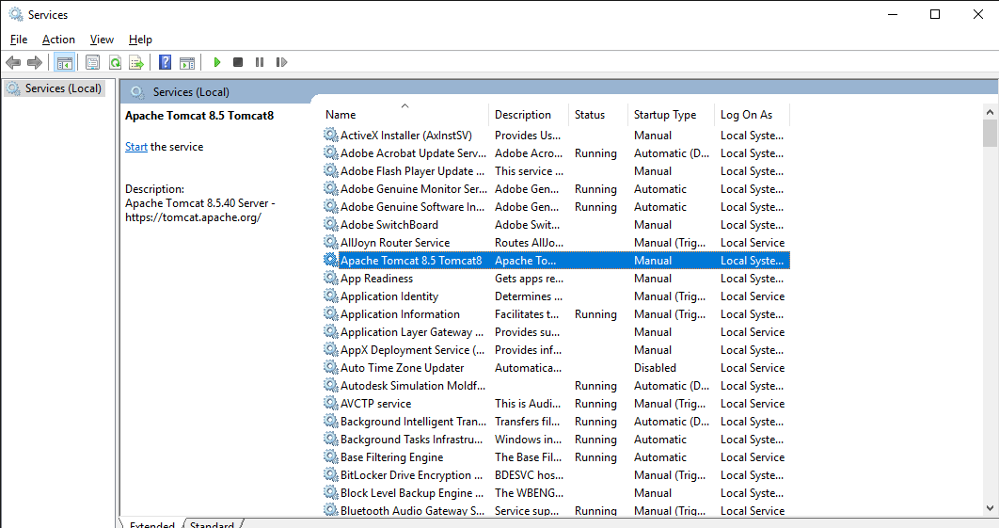 Services
File Action View Help
Services (Local)
Services (Local)
Apache Tomcat 8.5 Tomcat8
Start the service
Description:
Apache Tomcat 8.5.40 Server -
https://tomcat.apache.org/
Name Description Status Startup Type Log On As
ActiveX Installer (AxInstSV) Provides Us... Manual Local Syste...
Adobe Acrobat Update Serv... Adobe Acro... Running Automatic (D... Local Syste...
Adobe Flash Player Update ... This service ... Manual Local Syste...
Adobe Genuine Monitor Ser... Adobe Gen... Running Automatic Local Syste...
Adobe Genuine Software In... Adobe Gen... Running Automatic Local Syste...
Adobe SwitchBoard Adobe Swit... Manual Local Syste...
AllJoyn Router Service Routes AllJo... Manual (Trig... Local Service
Apache Tomcat 8.5 Tomcat8 Apache To... Manual Local Syste...
App Readiness Gets apps re... Manual Local Syste...
Application Identity Determines ... Manual (Trig... Local Service
Application Information Facilitates t... Running Manual (Trig... Local Syste...
Application Layer Gateway ... Provides su... Manual Local Service
AppX Deployment Service (... Provides inf... Manual Local Syste...
Auto Time Zone Updater Automatica... Disabled Local Service
Autodesk Simulation Moldf... Running Automatic (D... Local Syste...
AVCTP service This is Audi... Running Manual (Trig... Local Service
Background Intelligent Tran... Transfers fil... Running Automatic (D... Local Syste...
Background Tasks Infrastru... Windows in... Running Automatic Local Syste...
Base Filtering Engine The Base Fil... Running Automatic Local Service
BitLocker Drive Encryption ... BDESVC hos... Manual (Trig... Local Syste...
Block Level Backup Engine ... The WBENG... Manual Local Syste...
Bluetooth Audio Gateway S... Service sup... Running Manual (Trig... Local Service
Extended Standard